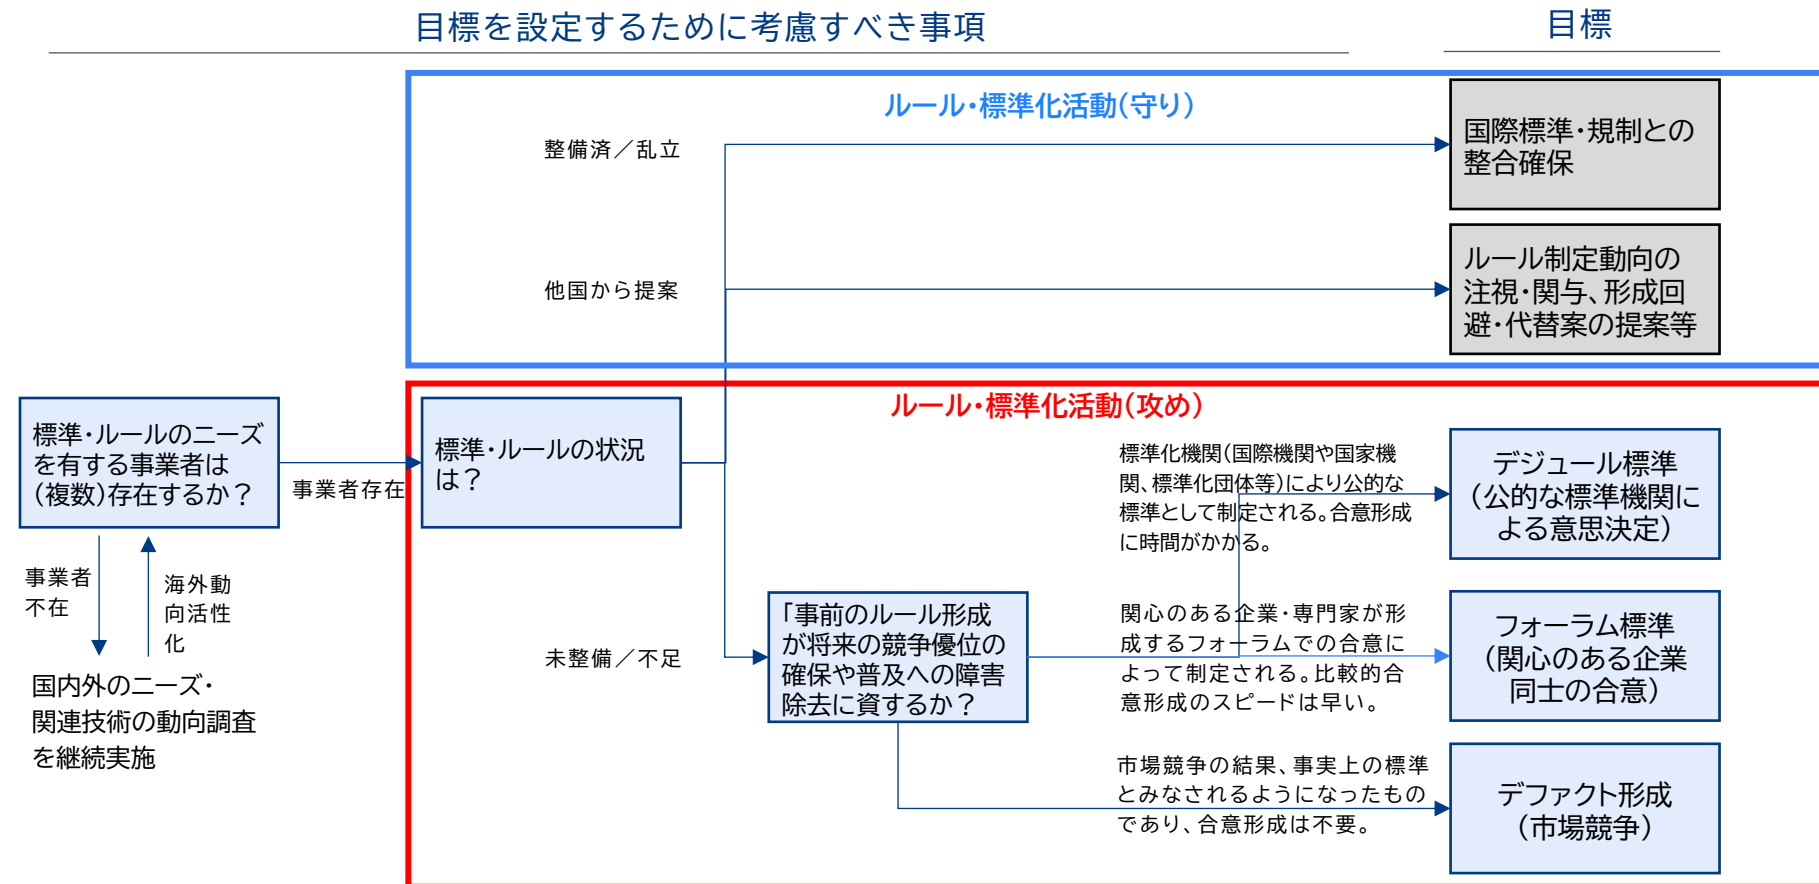 目標を設定するために考慮すべき事項
目標
ルール・標準化活動(守り)
整備済／乱立
国際標準・規制との
整合確保
他国から提案
ルール制定動向の
注視・関与、形成回
避・代替案の提案等
ルール・標準化活動(攻め)
標準・ルールのニーズ
を有する事業者は
(複数)存在するか？
事業者存在
標準・ルールの状況
は？
標準化機関(国際機関や国家機
関、標準化団体等)により公的な
標準として制定される。合意形成
に時間がかかる。
デジュール標準
(公的な標準機関に
よる意思決定)
事業者
不在
海外動
向活性
化
国内外のニーズ・
関連技術の動向調査
を継続実施
未整備／不足
「事前のルール形成
が将来の競争優位の
確保や普及への障害
除去に資するか？
関心のある企業・専門家が形
成するフォーラムでの合意に
よって制定される。比較的合
意形成のスピードは早い。
フォーラム標準
(関心のある企業
同士の合意)
市場競争の結果、事実上の標準
とみなされるようになったもの
であり、合意形成は不要。
デファクト形成
(市場競争)